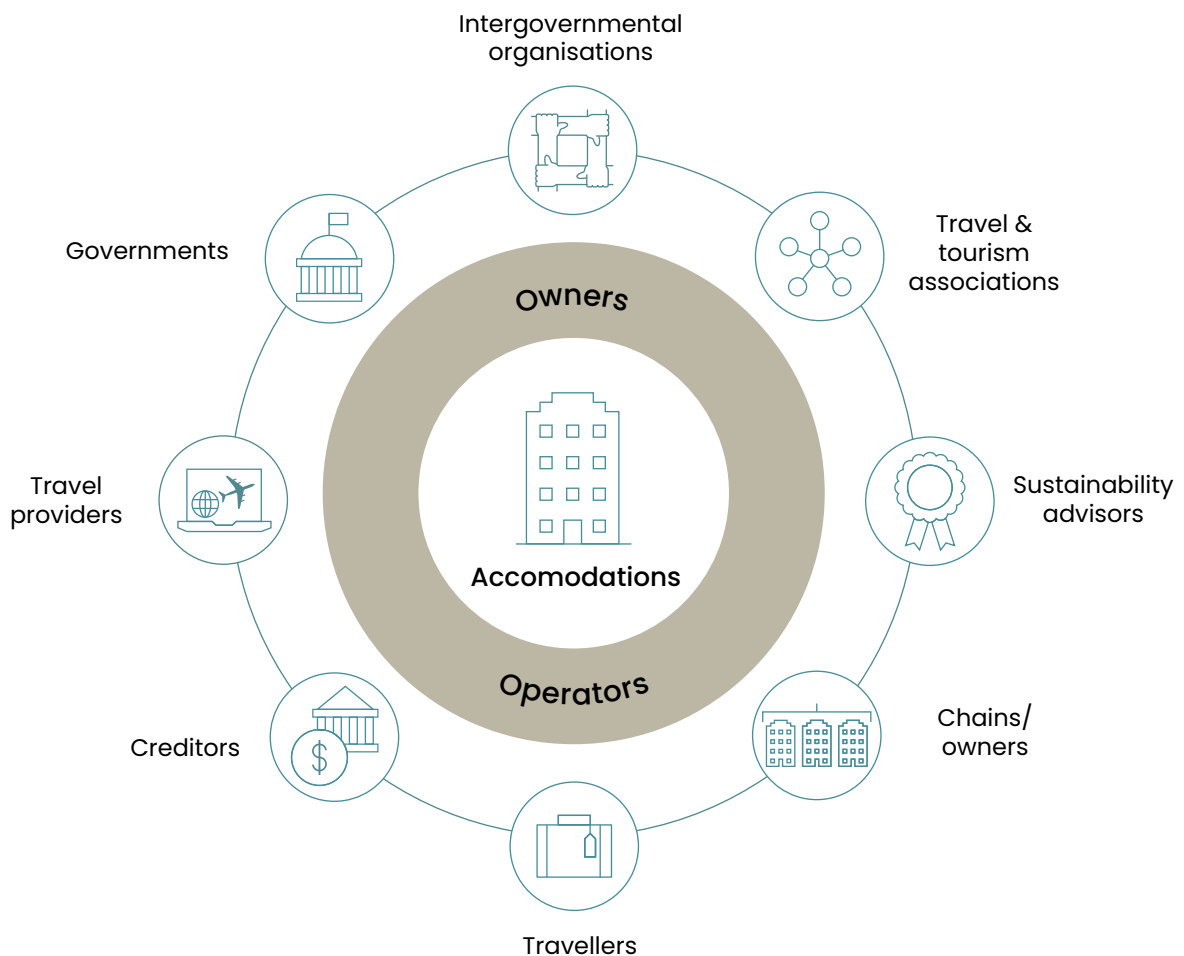 Intergovernmental
organisations
Governments
Travel &
tourism
associations
Owners
Travel
providers
Sustainability
advisors
Accomodations
Operators
Creditors
$
Chains/
owners
Travellers